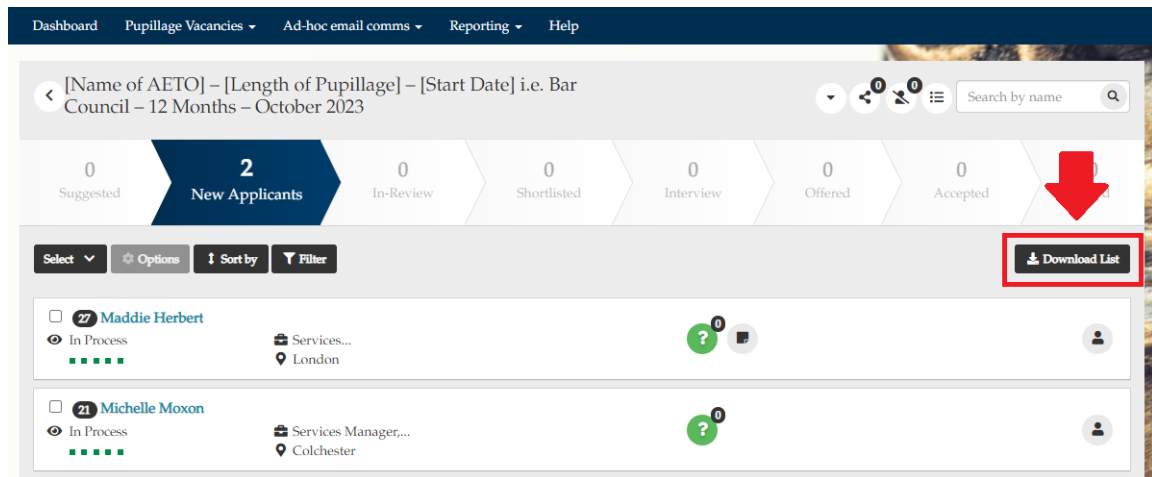 Dashboard Pupillage Vacancies Ad-hoc email comms Reporting Help
[Name of AETO] – [Length of Pupillage] – [Start Date] i.e. Bar
Council – 12 Months – October 2023
0 0 Search by name
0 2 0 0 0 0 0
Suggested New Applicants In-Review Shortlisted Interview Offered Accepted
Select Options Sort by Filter Download List
27 Maddie Herbert
In Process Services... 0 ?
London
21 Michelle Moxon
In Process Services Manager,... 0 ?
Colchester